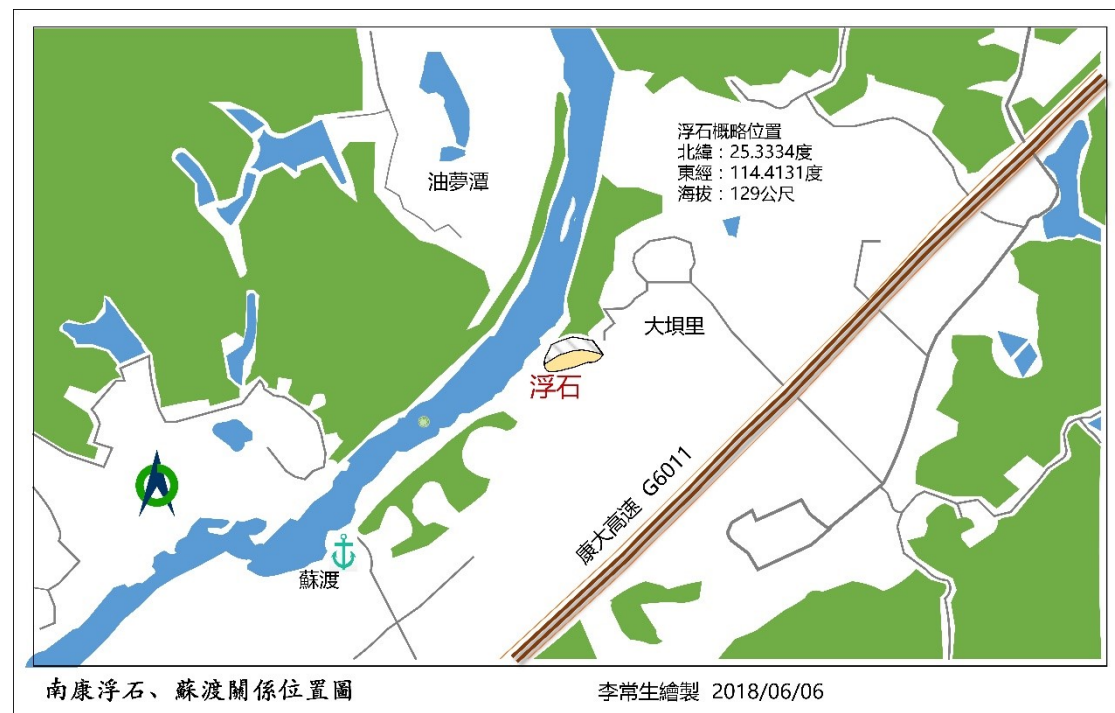 浮石概略位置
北緯：25.3334度
東經：114.4131度
海拔：129公尺
油夢潭
大垻里
浮石
康大高速 G6011
蘇渡
南康浮石、蘇渡關係位置圖
李常生繪製 2018/06/06